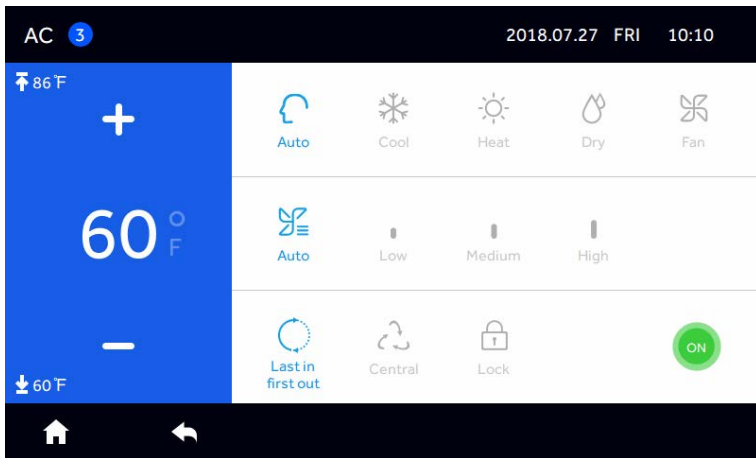 AC 3 2018.07.27 FRI 10:10
86℉
+
Auto Cool Heat Dry Fan
60 °F
Auto Low Medium High
−
Last in
first out
Central Lock ON
60℉